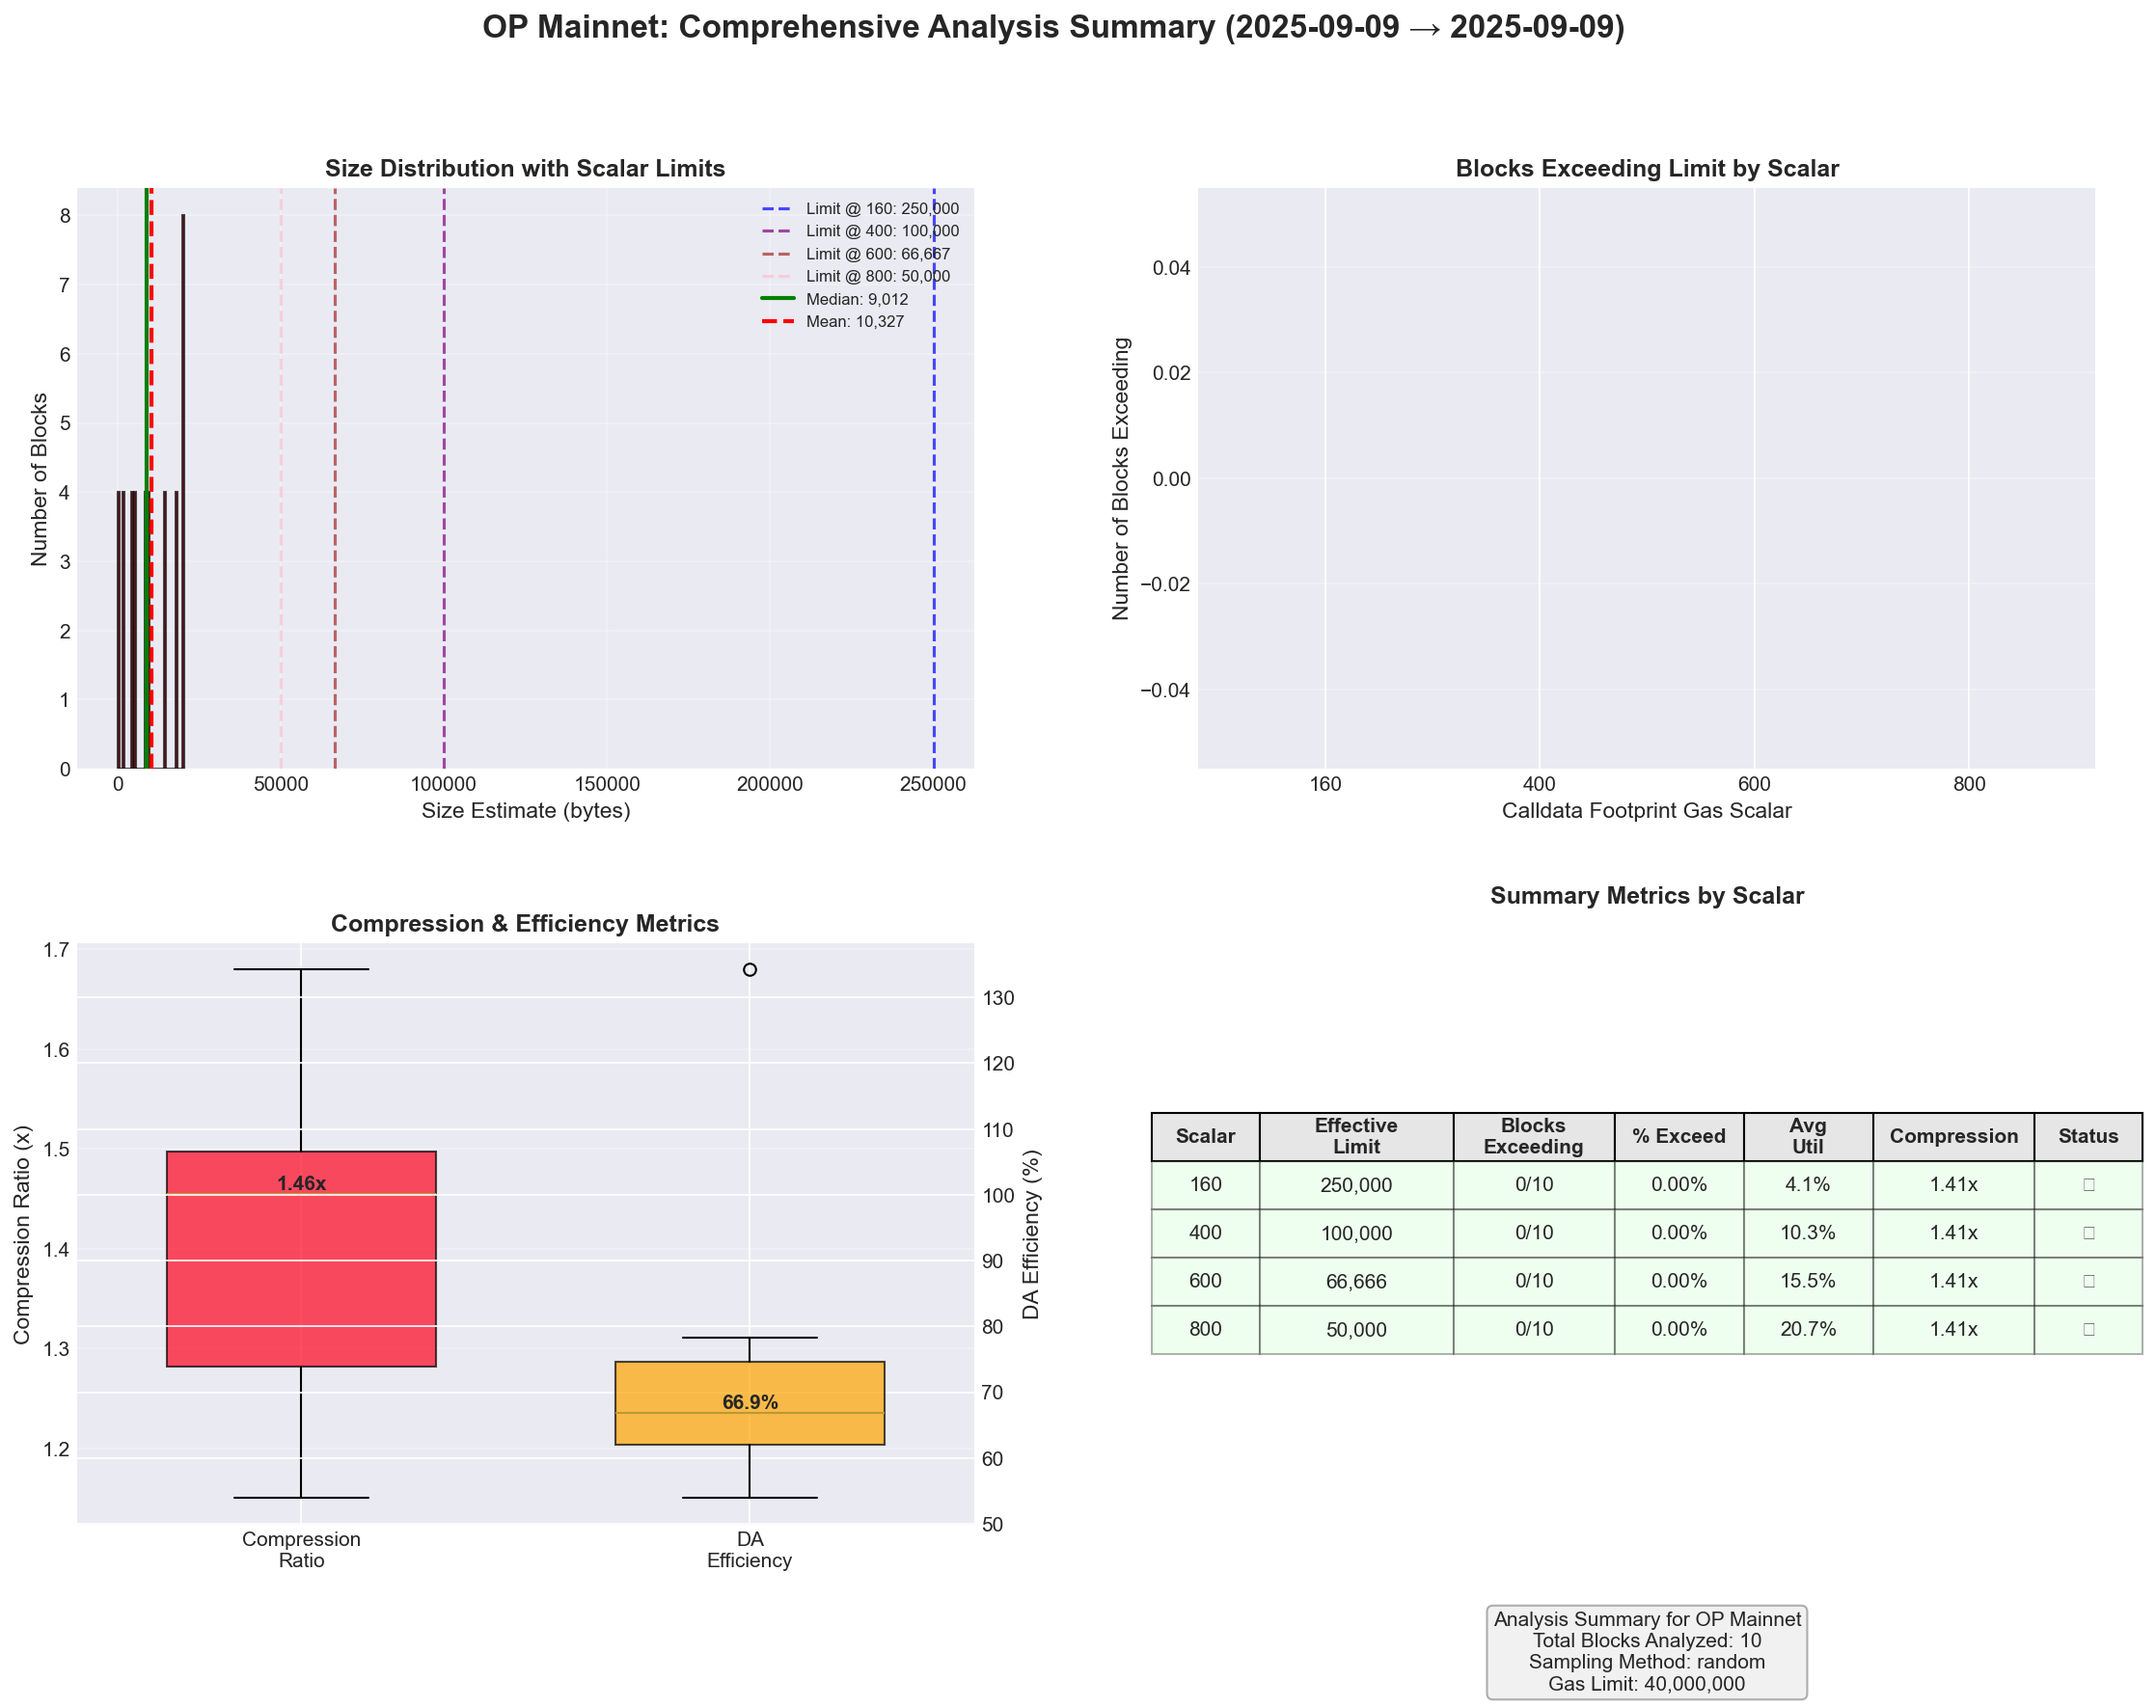 OP Mainnet: Comprehensive Analysis Summary (2025-09-09 → 2025-09-09)
Size Distribution with Scalar Limits
Number of Blocks
8
7
6
5
4
3
2
1
0
Limit @ 160: 250,000
Limit @ 400: 100,000
Limit @ 600: 66,667
Limit @ 800: 50,000
Median: 9,012
Mean: 10,327
0 50000 100000 150000 200000 250000
Size Estimate (bytes)
Blocks Exceeding Limit by Scalar
Number of Blocks Exceeding
0.04
0.02
0.00
−0.02
−0.04
160 400 600 800
Calldata Footprint Gas Scalar
Compression & Efficiency Metrics
Compression Ratio (x)
1.7
1.6
1.5
1.4
1.3
1.2
1.46x
66.9%
130
120
110
100
90
80
70
60
50
DA Efficiency (%)
Compression
Ratio
DA
Efficiency
Summary Metrics by Scalar
Scalar Effective Limit Blocks Exceeding % Exceed Avg Util Compression Status
160 250,000 0/10 0.00% 4.1% 1.41x
400 100,000 0/10 0.00% 10.3% 1.41x
600 66,666 0/10 0.00% 15.5% 1.41x
800 50,000 0/10 0.00% 20.7% 1.41x
Analysis Summary for OP Mainnet
Total Blocks Analyzed: 10
Sampling Method: random
Gas Limit: 40,000,000